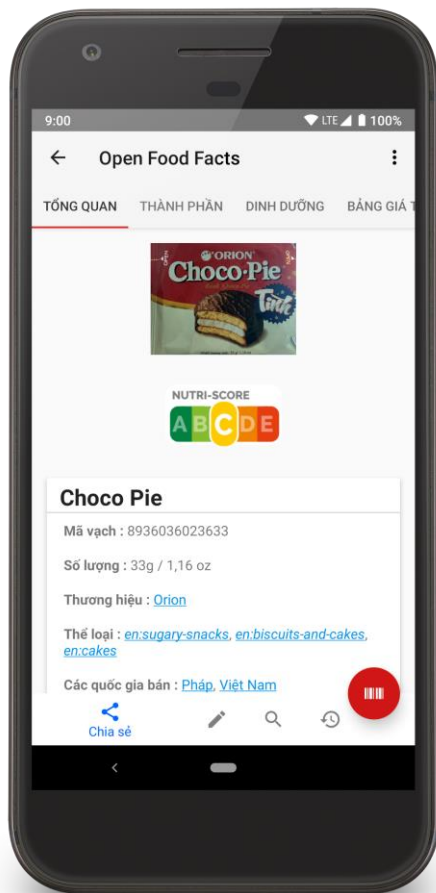 9:00 LTE 100%
Open Food Facts
TỔNG QUAN THÀNH PHẦN DINH DƯỠNG BẢNG GIÁ T
OPEN
ORION
Choco·Pie
Tình
NUTRI-SCORE
A B C D E
Choco Pie
Mã vạch : 8936036023633
Số lượng : 33g / 1,16 oz
Thương hiệu : Orion
Thể loại : en:sugary-snacks, en:biscuits-and-cakes,
en:cakes
Các quốc gia bán : Pháp, Việt Nam
Chia sẻ